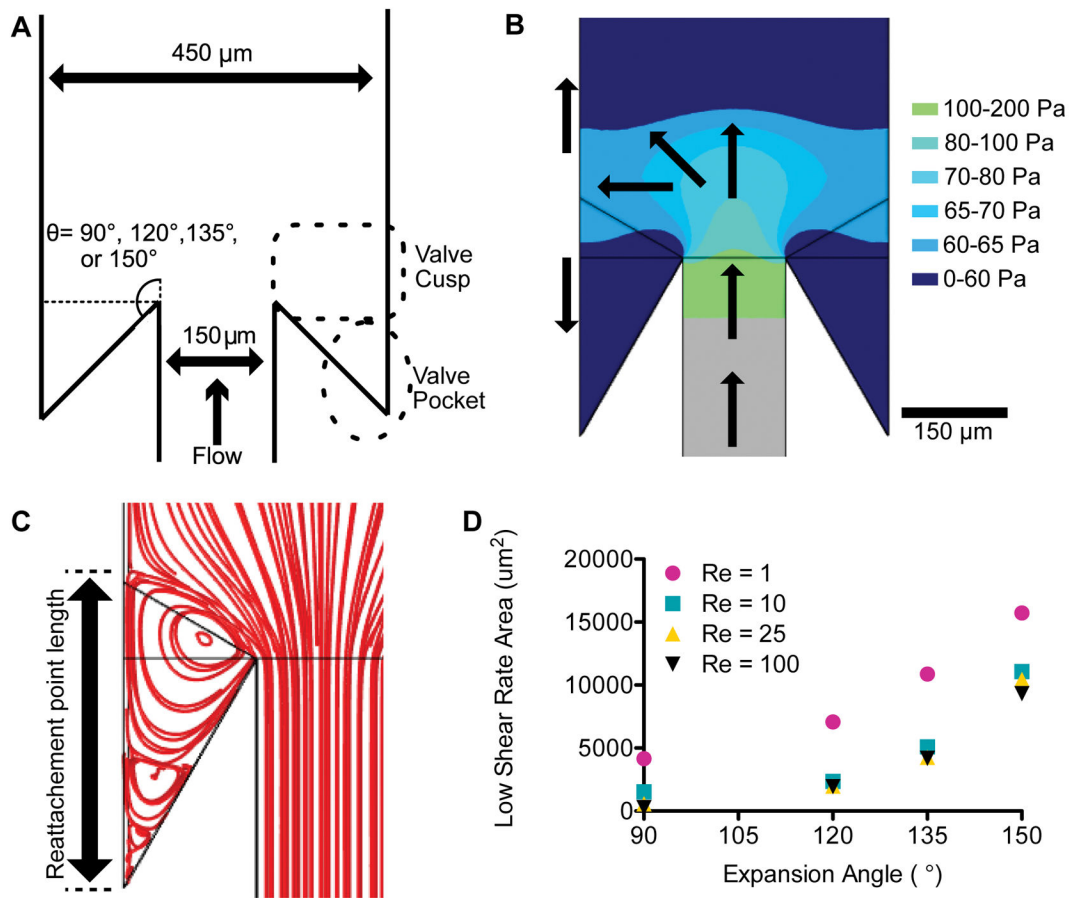 A
450 µm
θ= 90°, 120°,135°,
or 150°
150µm
Flow
Valve
Cusp
Valve
Pocket
B
100-200 Pa
80-100 Pa
70-80 Pa
65-70 Pa
60-65 Pa
0-60 Pa
150 µm
C
Reattachement point length
D
Low Shear Rate Area (um²)
20000
15000
10000
5000
0
Re = 1
Re = 10
Re = 25
Re = 100
90
105
120
135
150
Expansion Angle ( °)